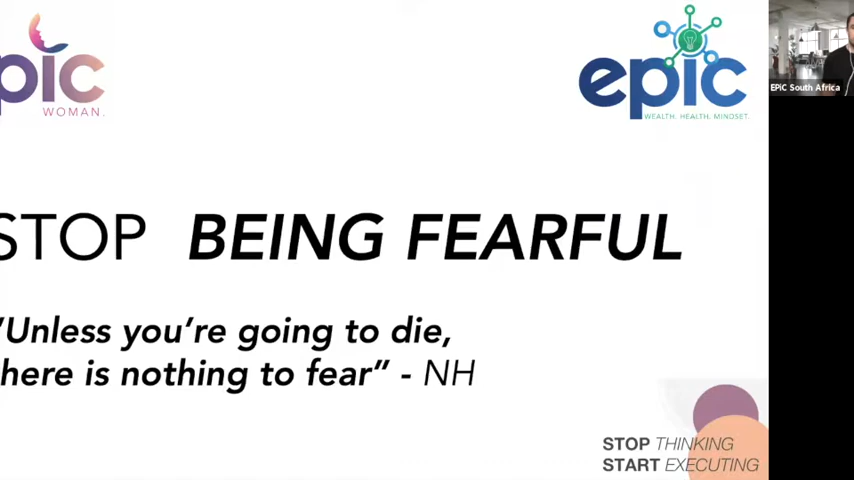 pic
WOMAN.
epic
WEALTH. HEALTH. MINDSET.
EPiC South Africa
STOP BEING FEARFUL
"Unless you're going to die,
here is nothing to fear" - NH
STOP THINKING
START EXECUTING